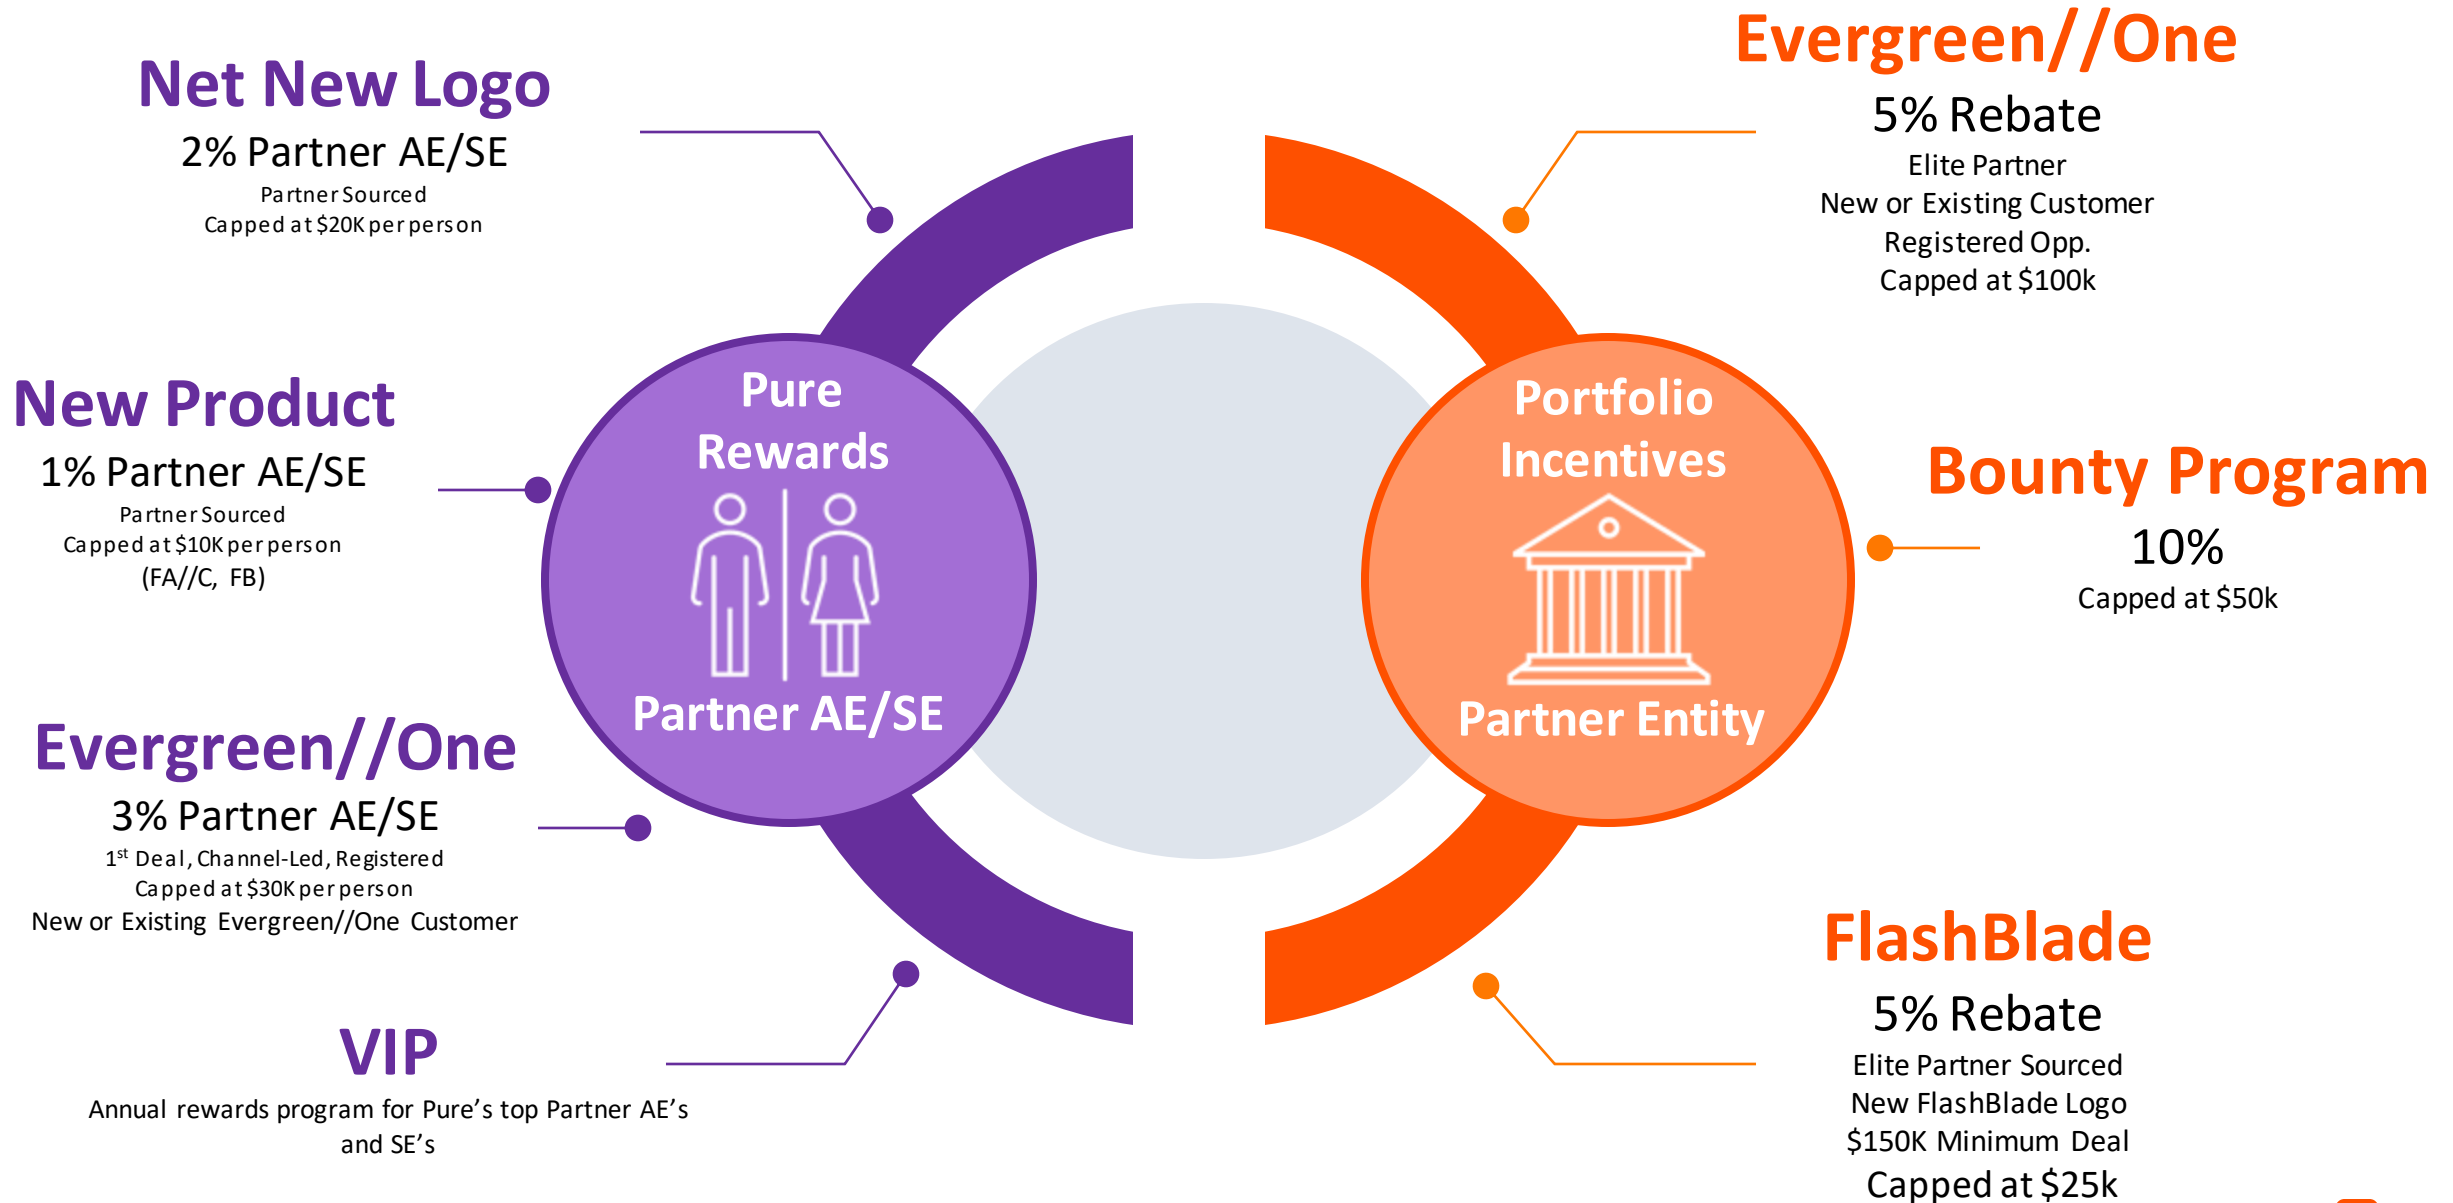 Net New Logo
2% Partner AE/SE
Partner Sourced
Capped at $20K per person
New Product
1% Partner AE/SE
Partner Sourced
Capped at $10K per person
(FA//C, FB)
Evergreen//One
3% Partner AE/SE
1st Deal, Channel-Led, Registered
Capped at $30K per person
New or Existing Evergreen//One Customer
VIP
Annual rewards program for Pure's top Partner AE's
and SE's
Pure
Rewards
Partner AE/SE
Portfolio
Incentives
Partner Entity
Evergreen//One
5% Rebate
Elite Partner
New or Existing Customer
Registered Opp.
Capped at $100k
Bounty Program
10%
Capped at $50k
FlashBlade
5% Rebate
Elite Partner Sourced
New FlashBlade Logo
$150K Minimum Deal
Capped at $25k